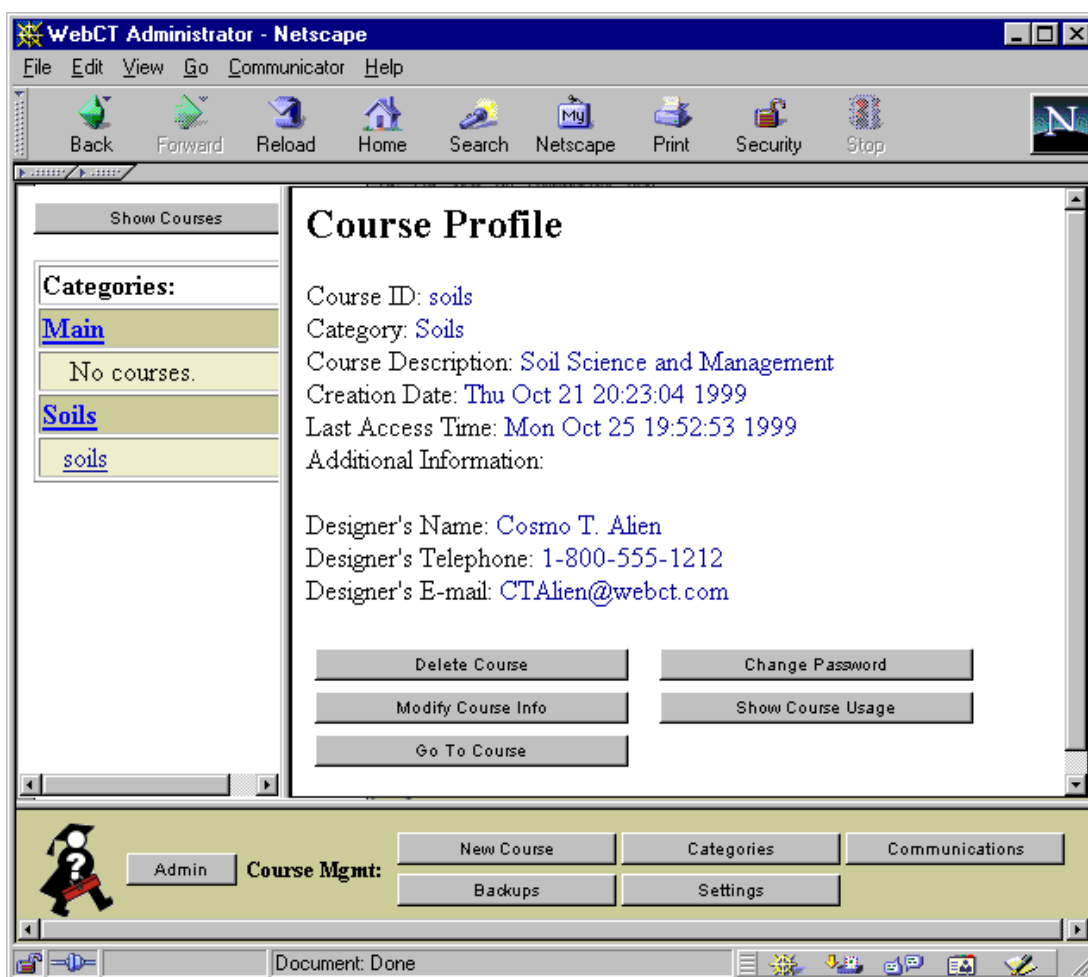 WebCT Administrator - Netscape
File Edit View Go Communicator Help
Back Forward Reload Home Search Netscape Print Security Stop
My
N
Show Courses
Categories:
Main
No courses.
Soils
soils
Course Profile
Course ID: soils
Category: Soils
Course Description: Soil Science and Management
Creation Date: Thu Oct 21 20:23:04 1999
Last Access Time: Mon Oct 25 19:52:53 1999
Additional Information:
Designer's Name: Cosmo T. Alien
Designer's Telephone: 1-800-555-1212
Designer's E-mail: CTAlien@webct.com
Delete Course Change Password
Modify Course Info Show Course Usage
Go To Course
?
Admin Course Mgmt:
New Course Categories Communications
Backups Settings
Document: Done